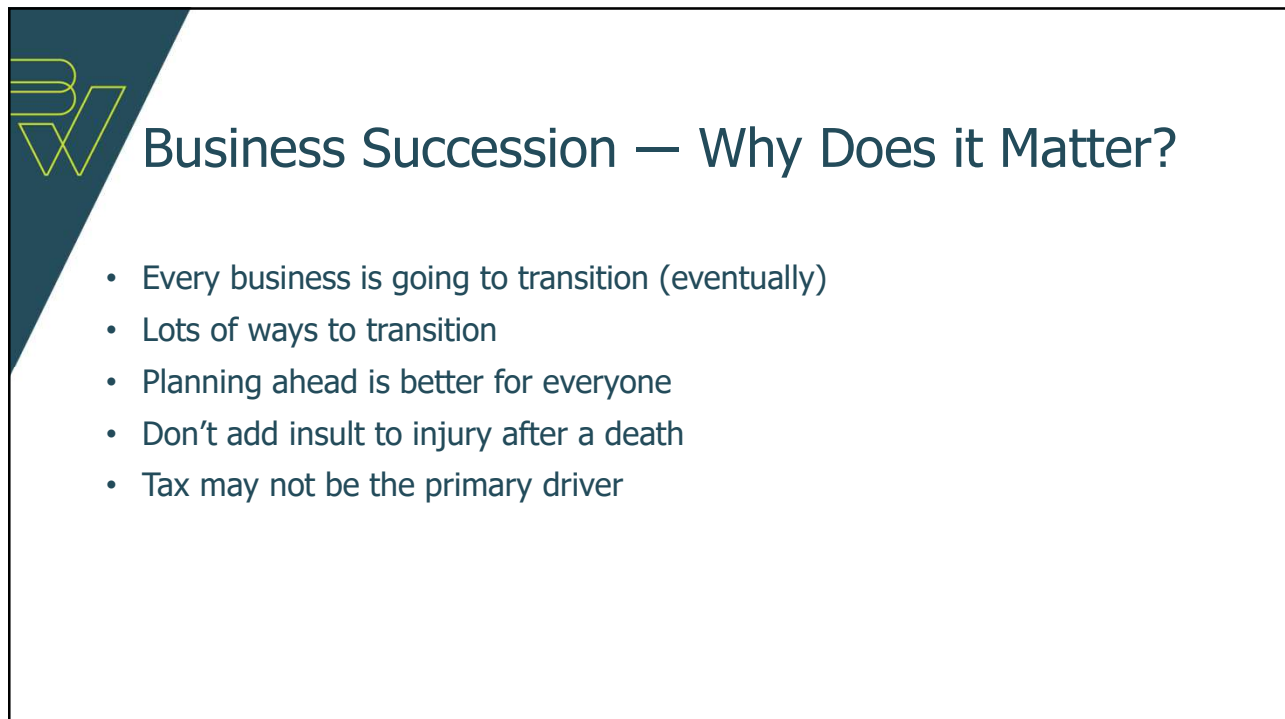 BW
Business Succession — Why Does it Matter?
• Every business is going to transition (eventually)
• Lots of ways to transition
• Planning ahead is better for everyone
• Don’t add insult to injury after a death
• Tax may not be the primary driver